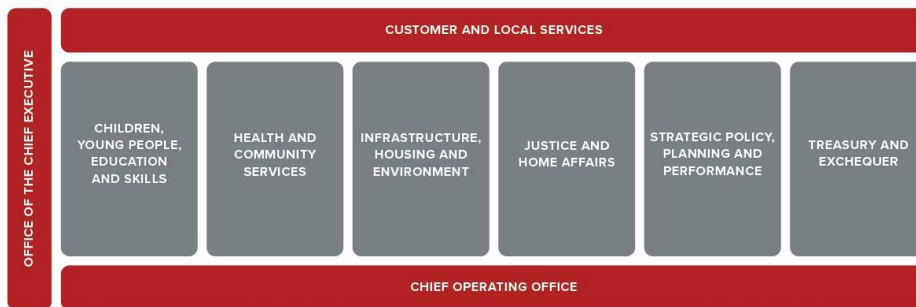 OFFICE OF THE CHIEF EXECUTIVE
CUSTOMER AND LOCAL SERVICES
CHILDREN,
YOUNG PEOPLE,
EDUCATION
AND SKILLS
HEALTH AND
COMMUNITY
SERVICES
INFRASTRUCTURE,
HOUSING AND
ENVIRONMENT
JUSTICE AND
HOME AFFAIRS
STRATEGIC POLICY,
PLANNING AND
PERFORMANCE
TREASURY AND
EXCHEQUER
CHIEF OPERATING OFFICE